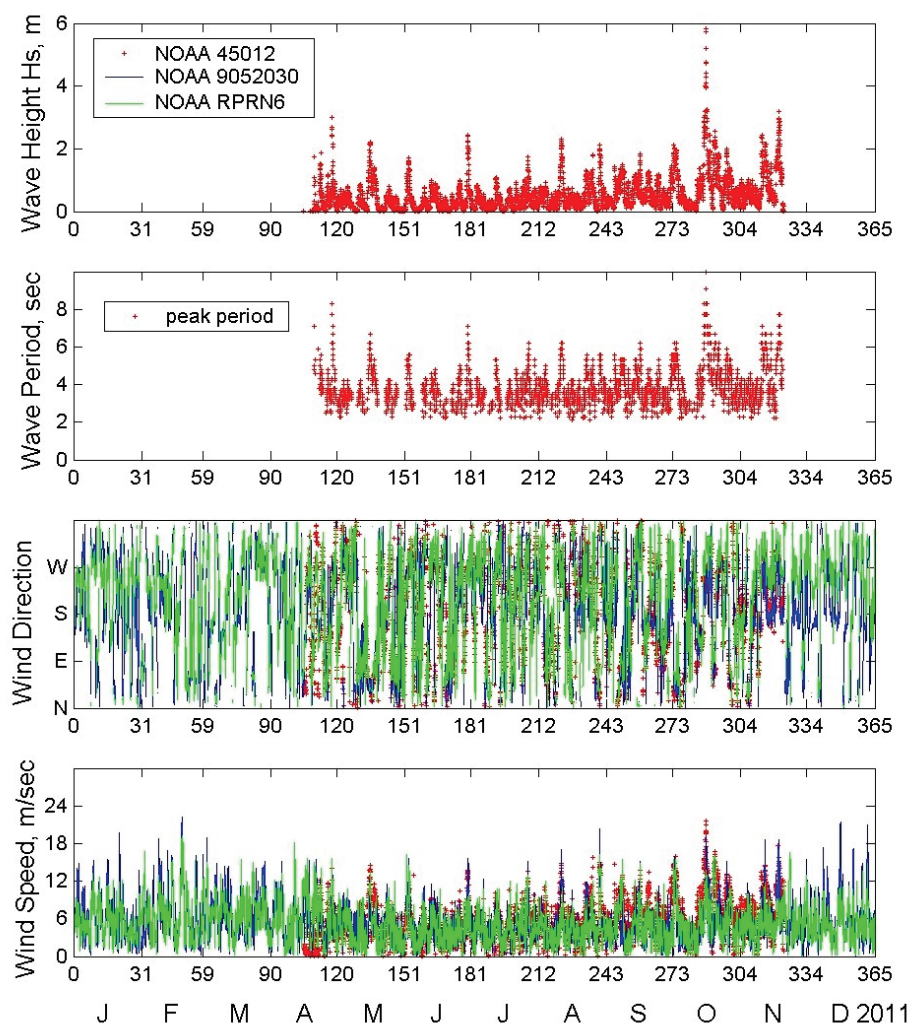 Wave Height Hs, m
6
4
2
0
NOAA 45012
NOAA 9052030
NOAA RPRN6
0 31 59 90 120 151 181 212 243 273 304 334 365
Wave Period, sec
8
6
4
2
0
peak period
0 31 59 90 120 151 181 212 243 273 304 334 365
Wind Direction
W
S
E
N
0 31 59 90 120 151 181 212 243 273 304 334 365
Wind Speed, m/sec
24
18
12
6
0
0 31 59 90 120 151 181 212 243 273 304 334 365
J F M A M J J A S O N D 2011